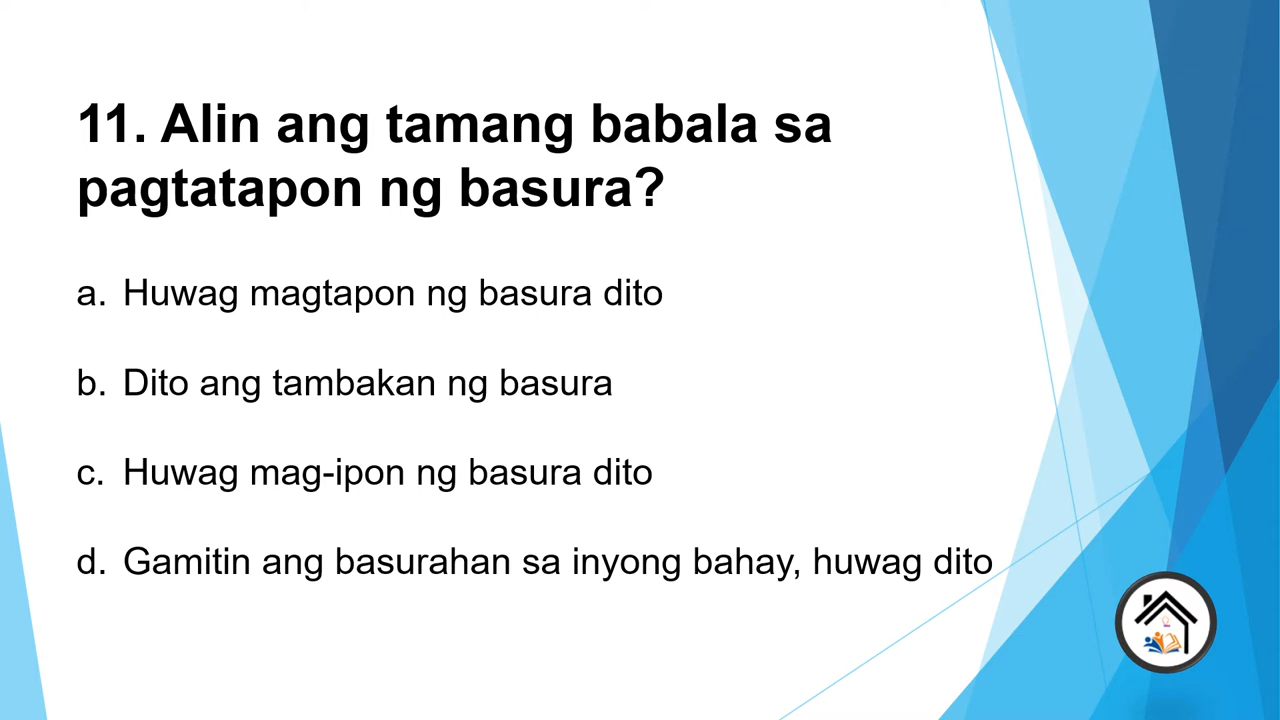 11. Alin ang tamang babala sa
pagtatapon ng basura?
a. Huwag magtapon ng basura dito
b. Dito ang tambakan ng basura
c. Huwag mag-ipon ng basura dito
d. Gamitin ang basurahan sa inyong bahay, huwag dito